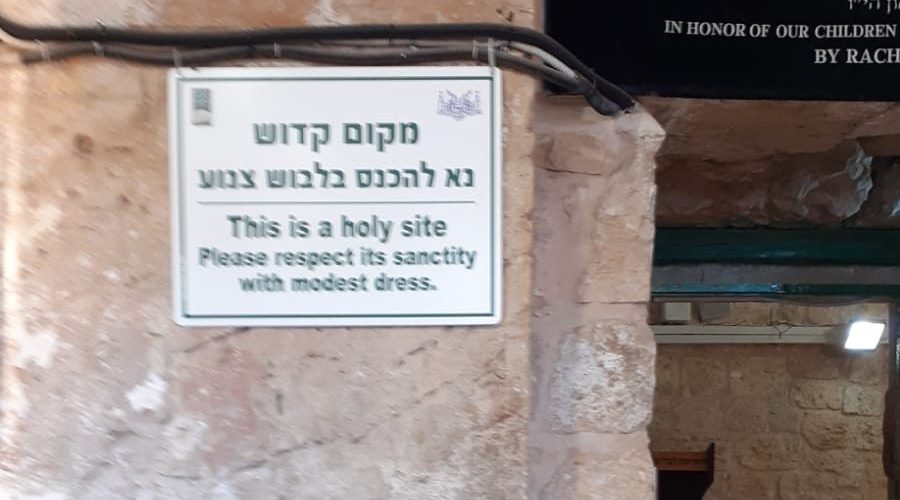 מקום קדוש
נא להכנס בלבוש צנוע
This is a holy site
Please respect its sanctity
with modest dress.
IN HONOR OF OUR CHILDREN
BY